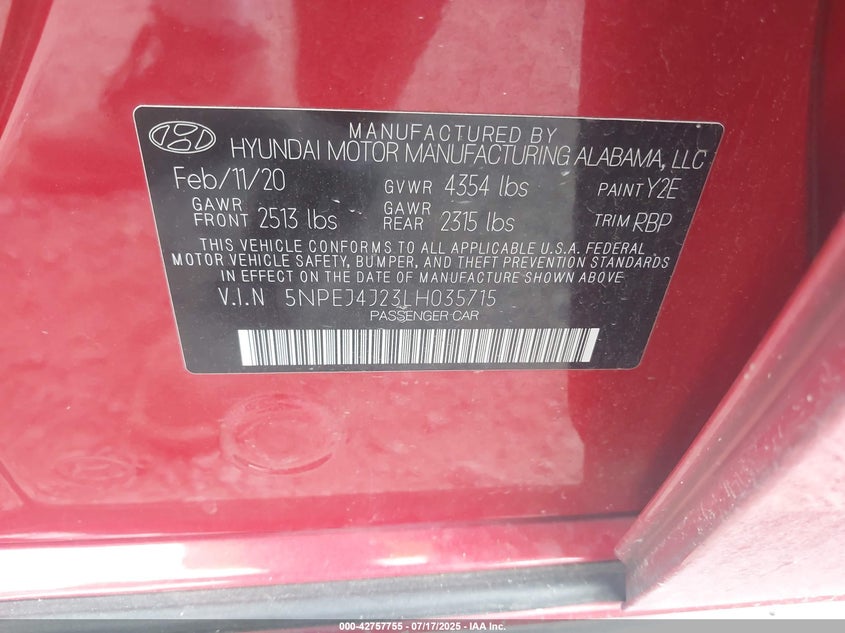 MANUFACTURED BY
HYUNDAI MOTOR MANUFACTURING ALABAMA, LLC
Feb/11/20 GVWR 4354 lbs PAINT Y2E
GAWR FRONT 2513 lbs GAWR REAR 2315 lbs TRIM RBP
THIS VEHICLE CONFORMS TO ALL APPLICABLE U.S.A. FEDERAL
MOTOR VEHICLE SAFETY, BUMPER, AND THEFT PREVENTION STANDARDS
IN EFFECT ON THE DATE OF MANUFACTURE SHOWN ABOVE
V.I.N 5NPEJ4J23LH035715
PASSENGER CAR
000-42757755 - 07/17/2025 - IAA Inc.